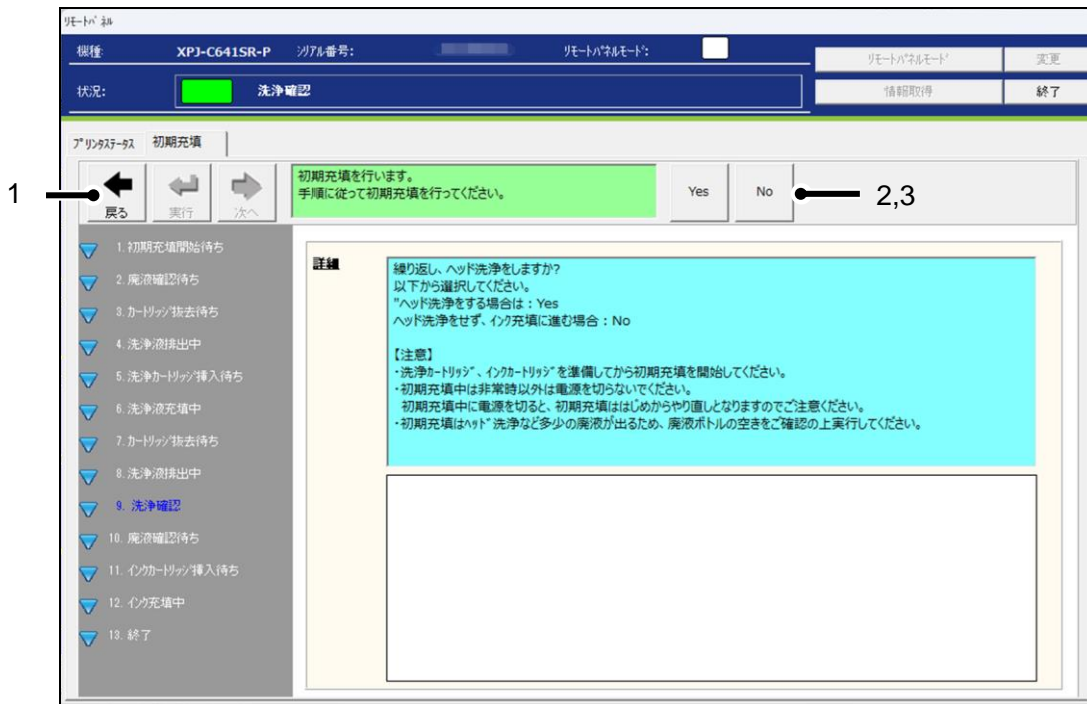 リモートパネル
機種:
XPJ-C641SR-P
シリアル番号:
リモートパネルモード:
リモートパネルモード
変更
状況:
洗浄確認
情報取得
終了
プリンタステータス
初期充填
戻る
実行
次へ
初期充填を行います。
手順に従って初期充填を行ってください。
Yes
No
1
2,3
1. 初期充填開始待ち
2. 廃液確認待ち
3. カートリッジ抜去待ち
4. 洗浄液排出中
5. 洗浄カートリッジ挿入待ち
6. 洗浄液充填中
7. カートリッジ抜去待ち
8. 洗浄液排出中
9. 洗浄確認
10. 廃液確認待ち
11. インクカートリッジ挿入待ち
12. インク充填中
13. 終了
詳細
繰り返し、ヘッド洗浄をしますか?
以下から選択してください。
"ヘッド洗浄をする場合は:Yes
ヘッド洗浄をせず、インク充填に進む場合:No
【注意】
・洗浄カートリッジ、インクカートリッジを準備してから初期充填を開始してください。
・初期充填中は非常時以外は電源を切らないでください。
初期充填中に電源を切ると、初期充填ははじめからやり直しとなりますのでご注意ください。
・初期充填はヘッド洗浄など多少の廃液が出るため、廃液ボトルの空きをご確認の上実行してください。